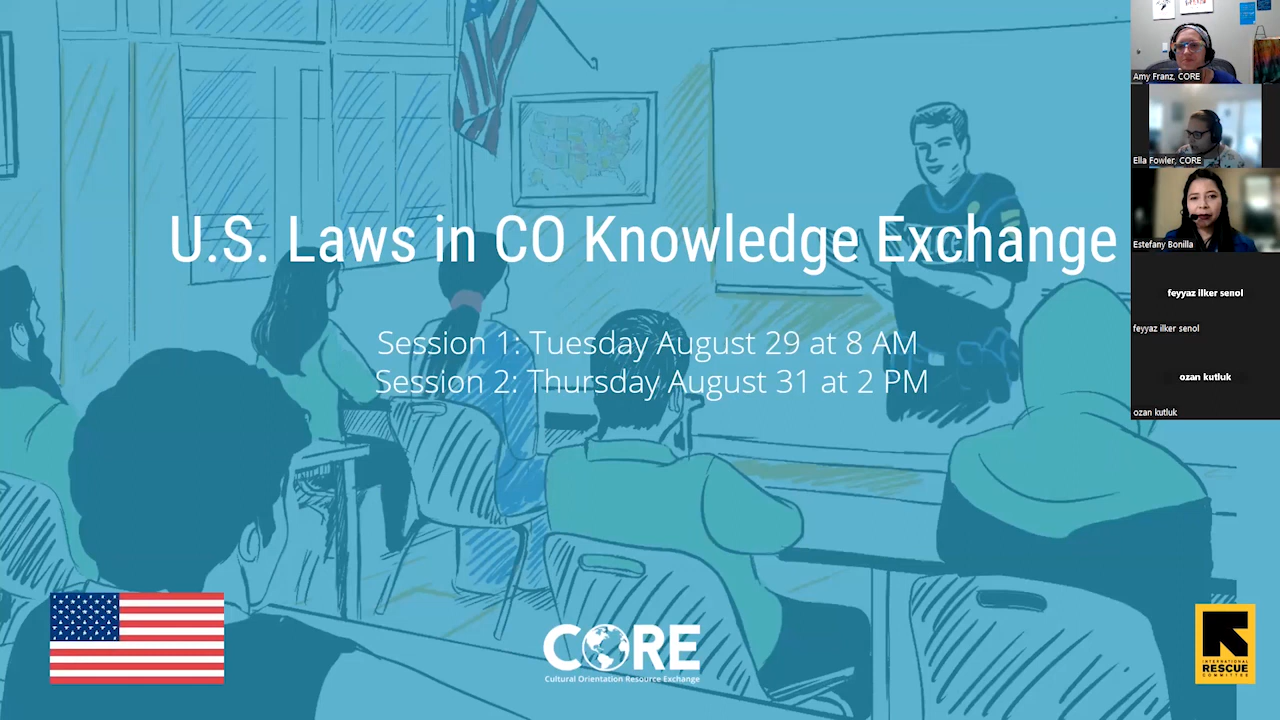 U.S. Laws in CO Knowledge Exchange
Session 1: Tuesday August 29 at 8 AM
Session 2: Thursday August 31 at 2 PM
CORE
Cultural Orientation Resource Exchange
INTERNATIONAL
RESCUE
COMMITTEE
Amy Franz, CORE
Ella Fowler, CORE
Estefany Bonilla
feyyaz ilker senol
feyyaz ilker senol
ozan kutluk
ozan kutluk